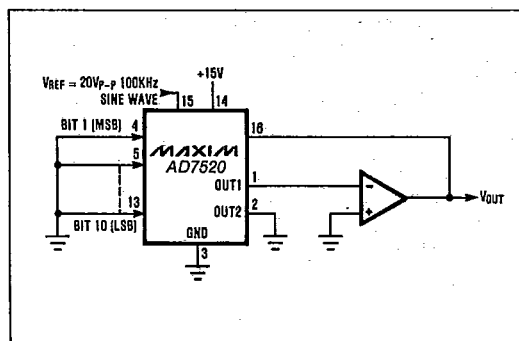 +15V
VREF = 20VP-P 100KHz
SINE WAVE
15
14
BIT 1 (MSB)
4
16
MAXIM
AD7520
5
OUT1
1
−
VOUT
13
OUT2
2
+
BIT 10 (LSB)
GND
3